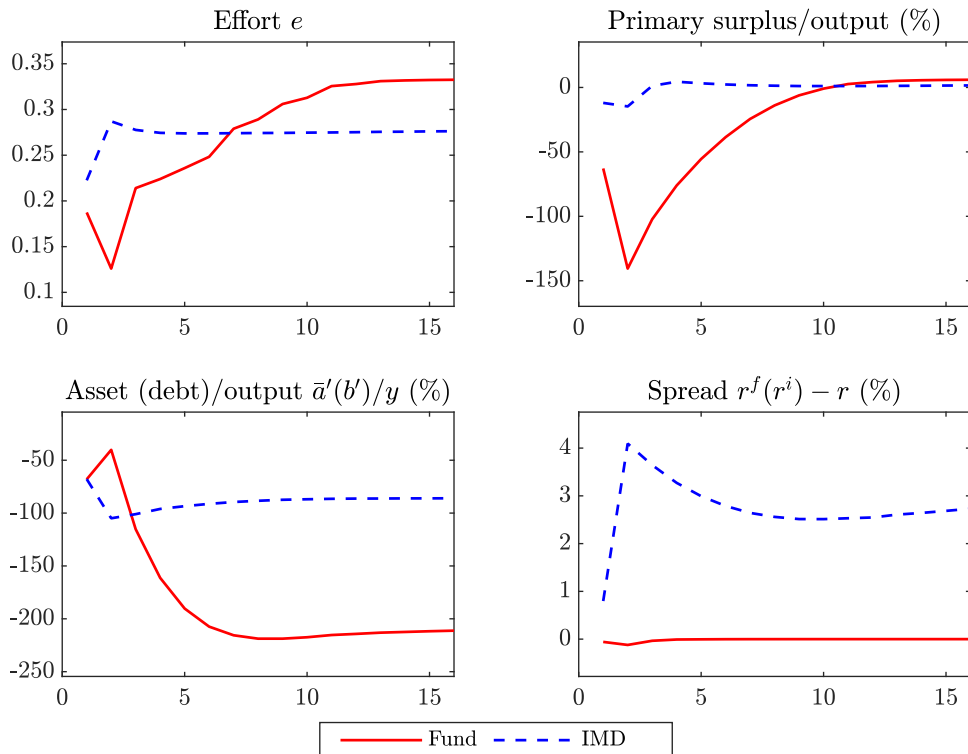 Effort e
0.35
0.3
0.25
0.2
0.15
0.1
0 5 10 15
Primary surplus/output (%)
0
-50
-100
-150
0 5 10 15
Asset (debt)/output ā′(b′)/y (%)
-50
-100
-150
-200
-250
0 5 10 15
Spread r^f(r^i) − r (%)
4
3
2
1
0
0 5 10 15
Fund IMD